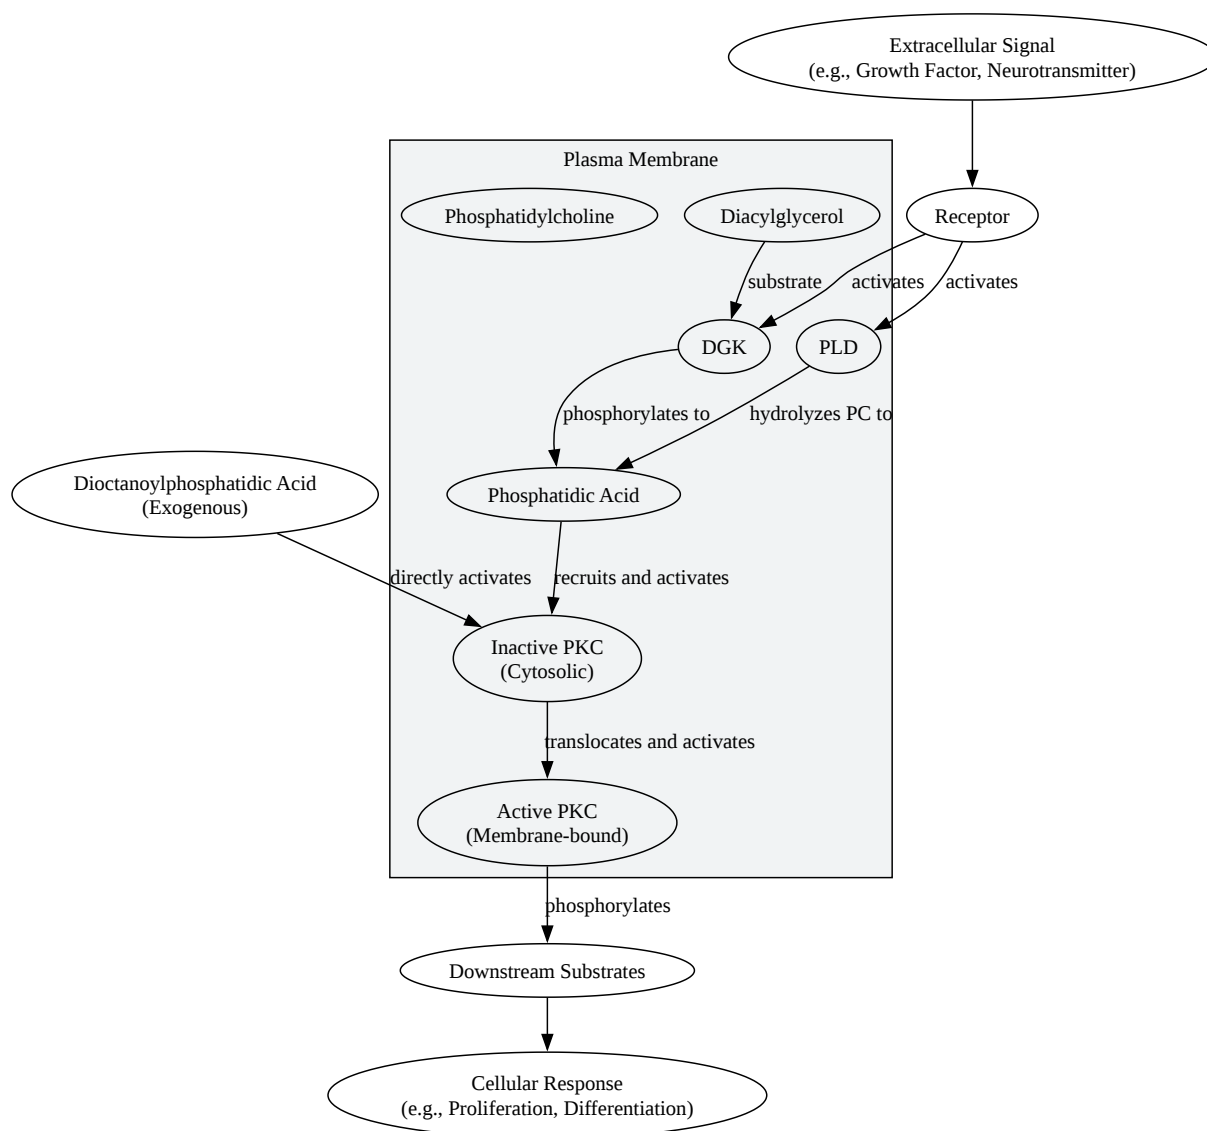 Extracellular Signal
(e.g., Growth Factor, Neurotransmitter)
Plasma Membrane
Phosphatidylcholine
Diacylglycerol
Receptor
substrate
activates
activates
DGK
PLD
phosphorylates to
hydrolyzes PC to
Dioctanoylphosphatidic Acid
(Exogenous)
Phosphatidic Acid
directly activates
recruits and activates
Inactive PKC
(Cytosolic)
translocates and activates
Active PKC
(Membrane-bound)
phosphorylates
Downstream Substrates
Cellular Response
(e.g., Proliferation, Differentiation)